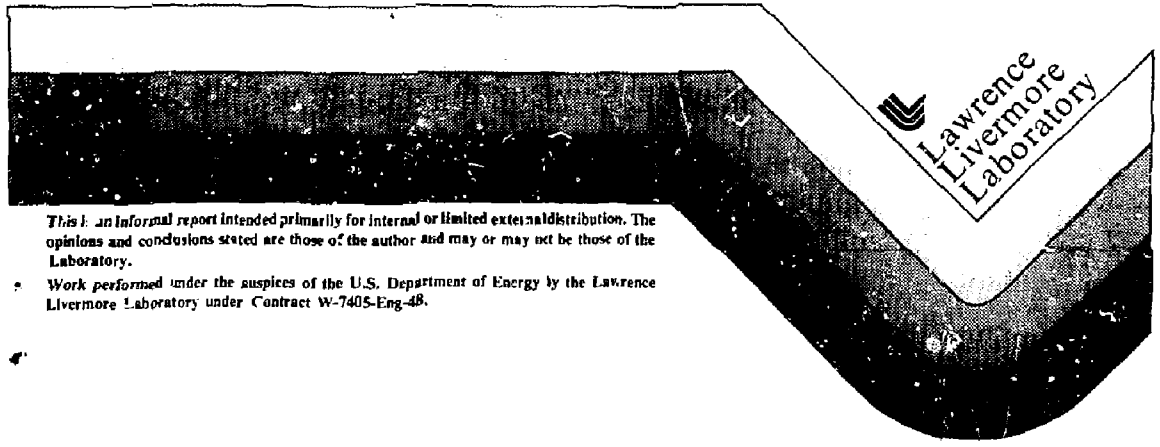 Lawrence
Livermore
Laboratory
This is an informal report intended primarily for internal or limited external distribution. The
opinions and conclusions stated are those of the author and may or may not be those of the
Laboratory.
Work performed under the auspices of the U.S. Department of Energy by the Lawrence
Livermore Laboratory under Contract W-7405-Eng-48.